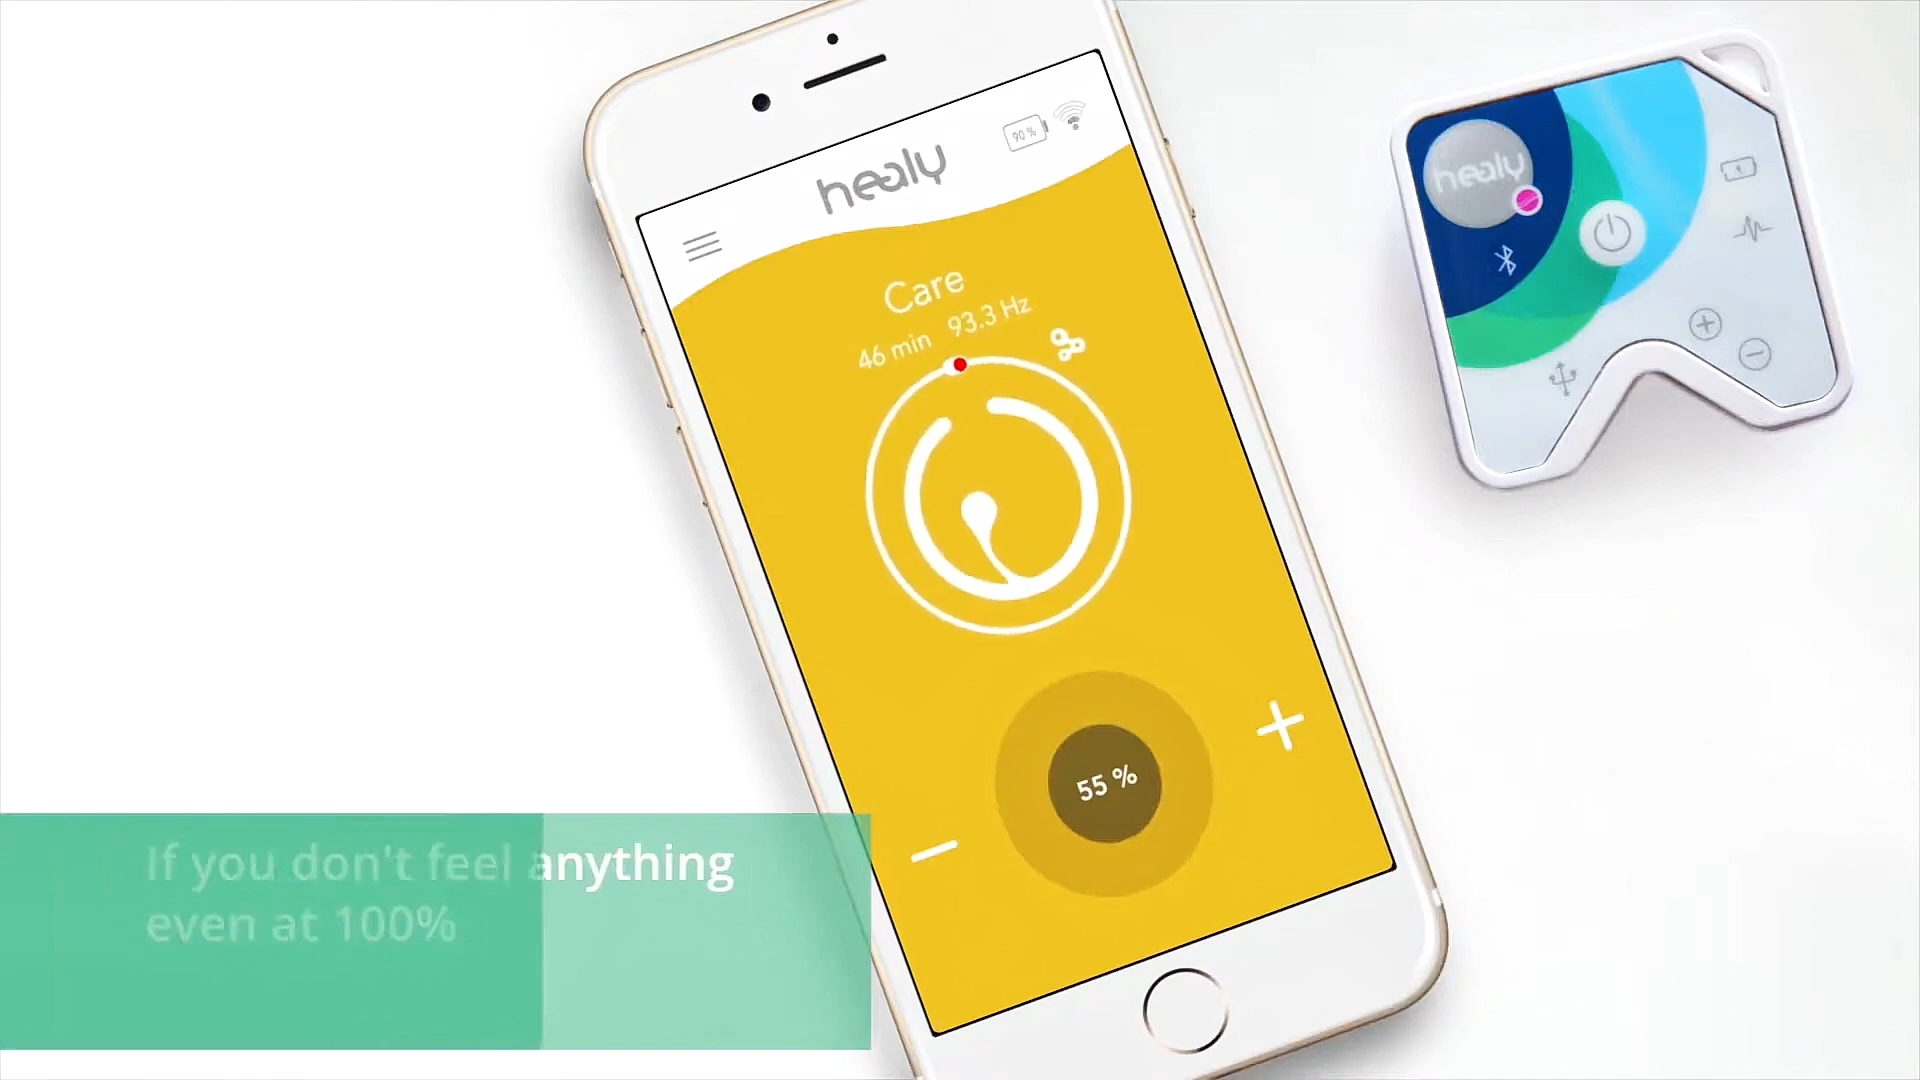 healy
90 %
Care
46 min 93.3 Hz
55 %
healy
If you don't feel anything
even at 100%